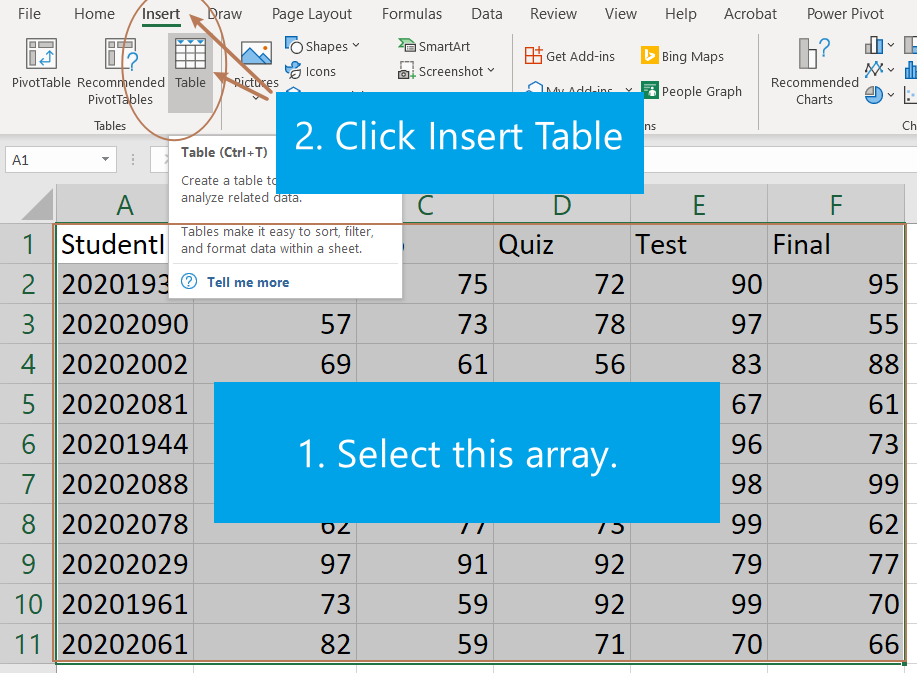 File Home Insert Draw Page Layout Formulas Data Review View Help Acrobat Power Pivot
PivotTable
Recommended
PivotTables
Table
Pictures
Shapes
Icons
SmartArt
Screenshot
Get Add-ins
My Add-ins
Bing Maps
People Graph
Recommended
Charts
Tables
2. Click Insert Table
A1
Table (Ctrl+T)
Create a table to
analyze related data.
Tables make it easy to sort, filter,
and format data within a sheet.
Tell me more
A C D E F
1 StudentI Quiz Test Final
2 2020193 75 72 90 95
3 20202090 57 73 78 97 55
4 20202002 69 61 56 83 88
5 20202081 67 61
6 20201944 96 73
7 20202088 98 99
8 20202078 62 77 73 99 62
9 20202029 97 91 92 79 77
10 20201961 73 59 92 99 70
11 20202061 82 59 71 70 66
1. Select this array.